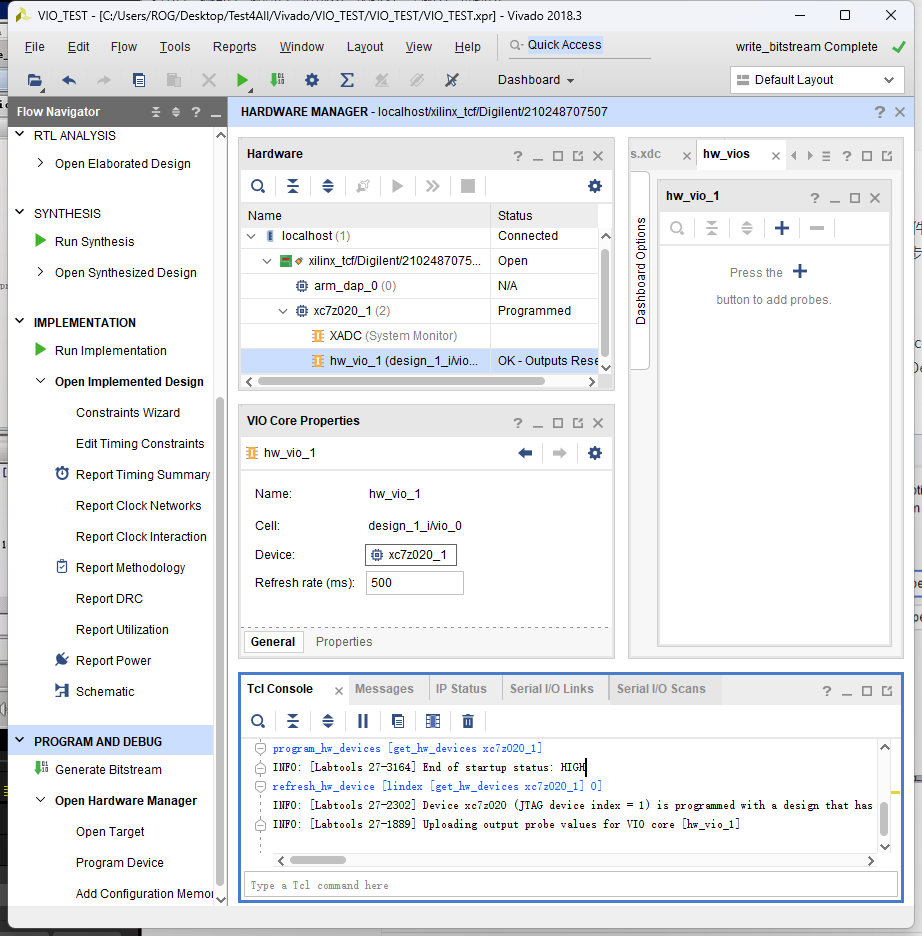 VIO_TEST - [C:/Users/ROG/Desktop/Test4All/Vivado/VIO_TEST/VIO_TEST/VIO_TEST.xpr] - Vivado 2018.3
File Edit Flow Tools Reports Window Layout View Help Quick Access write_bitstream Complete
Dashboard Default Layout
Flow Navigator
RTL ANALYSIS
Open Elaborated Design
SYNTHESIS
Run Synthesis
Open Synthesized Design
IMPLEMENTATION
Run Implementation
Open Implemented Design
Constraints Wizard
Edit Timing Constraints
Report Timing Summary
Report Clock Networks
Report Clock Interaction
Report Methodology
Report DRC
Report Utilization
Report Power
Schematic
PROGRAM AND DEBUG
Generate Bitstream
Open Hardware Manager
Open Target
Program Device
Add Configuration Memor
HARDWARE MANAGER - localhost/xilinx_tcf/Digilent/210248707507
Hardware
Name Status
localhost (1) Connected
xilinx_tcf/Digilent/2102487075... Open
arm_dap_0 (0) N/A
xc7z020_1 (2) Programmed
XADC (System Monitor)
hw_vio_1 (design_1_i/vio... OK - Outputs Rese
VIO Core Properties
hw_vio_1
Name: hw_vio_1
Cell: design_1_i/vio_0
Device: xc7z020_1
Refresh rate (ms): 500
General Properties
s.xdc hw_vios
Dashboard Options
hw_vio_1
Press the +
button to add probes.
Tcl Console Messages IP Status Serial I/O Links Serial I/O Scans
program_hw_devices [get_hw_devices xc7z020_1]
INFO: [Labtools 27-3164] End of startup status: HIGH
refresh_hw_device [lindex [get_hw_devices xc7z020_1] 0]
INFO: [Labtools 27-2302] Device xc7z020 (JTAG device index = 1) is programmed with a design that has
INFO: [Labtools 27-1889] Uploading output probe values for VIO core [hw_vio_1]
Type a Tcl command here